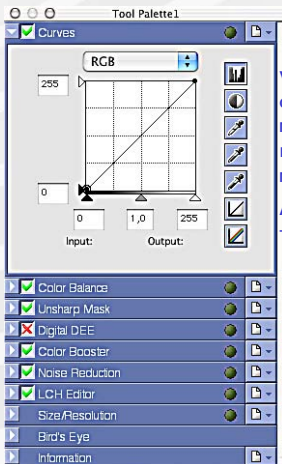 Tool Palette1
Curves
RGB
255
0
0 1,0 255
Input: Output:
Color Balance
Unsharp Mask
Digital DEE
Color Booster
Noise Reduction
LCH Editor
Size/Resolution
Bird's Eye
Information